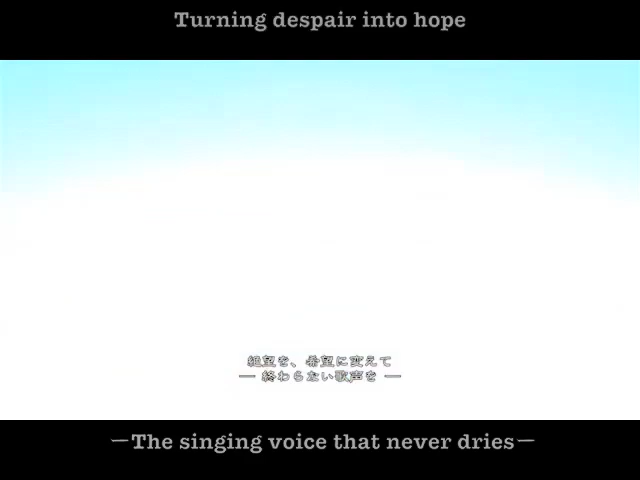 Turning despair into hope
絶望を、希望に変えて
― 終わらない歌声を ―
―The singing voice that never dries―